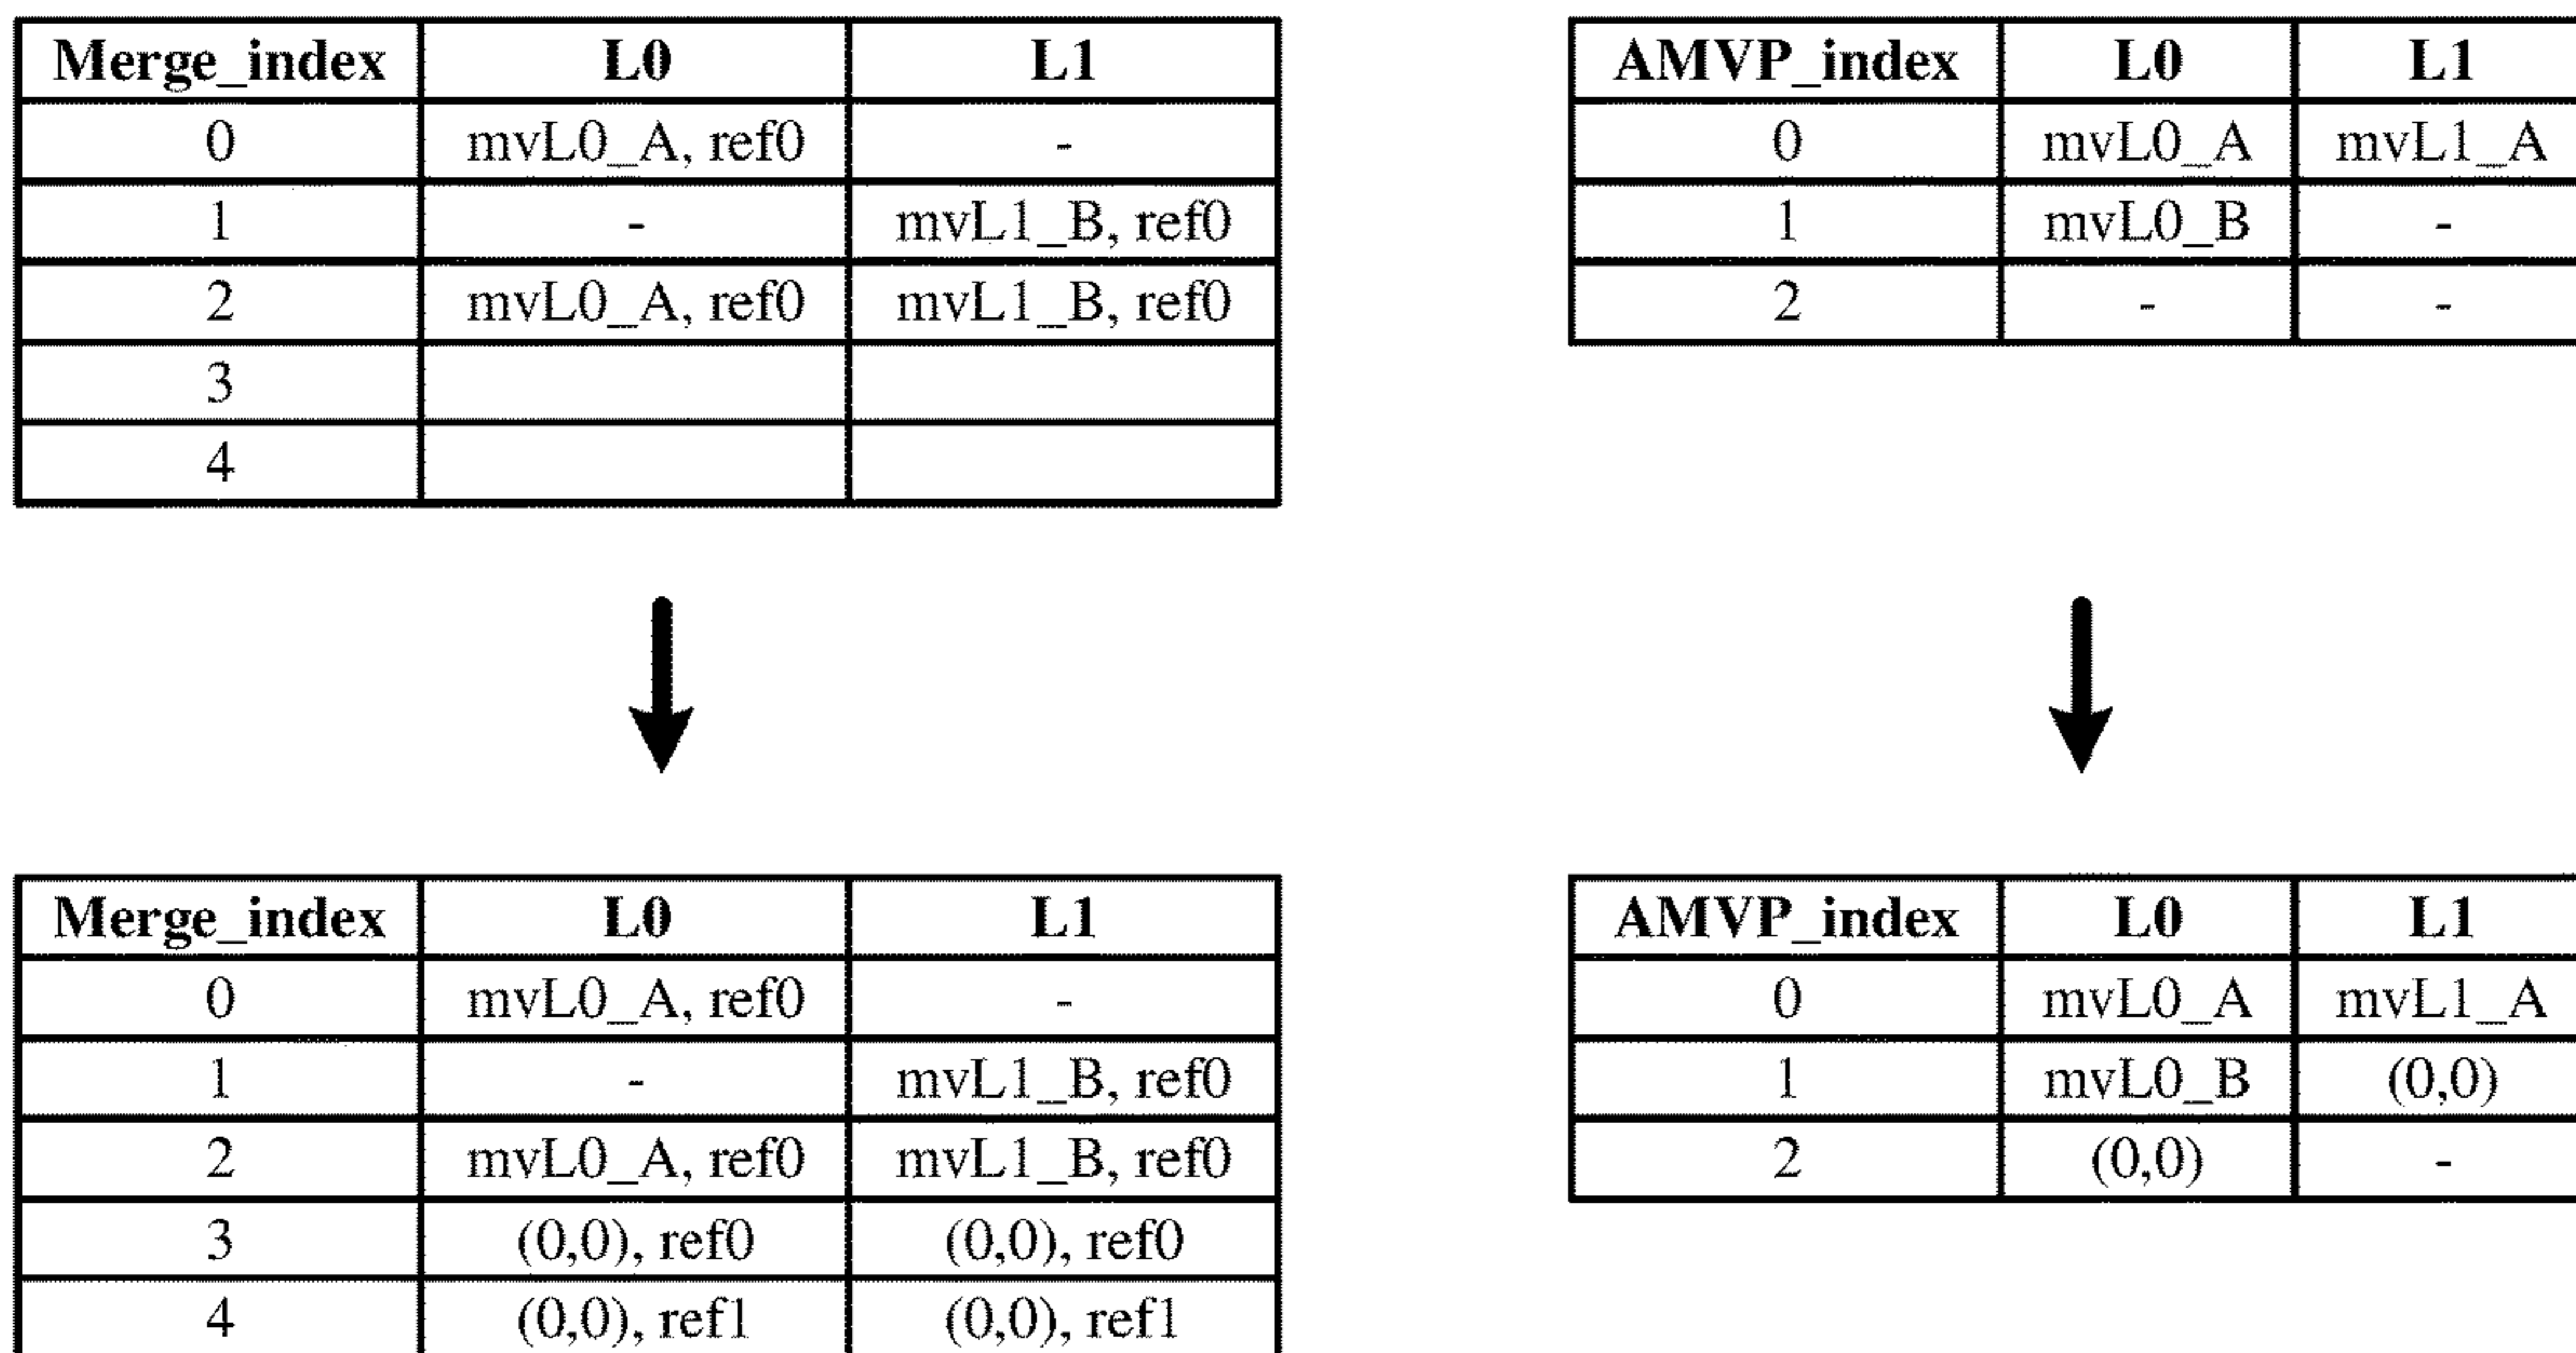 Merge_index L0 L1
0 mvL0_A, ref0 -
1 - mvL1_B, ref0
2 mvL0_A, ref0 mvL1_B, ref0
3
4
AMVP_index L0 L1
0 mvL0_A mvL1_A
1 mvL0_B -
2 - -
Merge_index L0 L1
0 mvL0_A, ref0 -
1 - mvL1_B, ref0
2 mvL0_A, ref0 mvL1_B, ref0
3 (0,0), ref0 (0,0), ref0
4 (0,0), ref1 (0,0), ref1
AMVP_index L0 L1
0 mvL0_A mvL1_A
1 mvL0_B (0,0)
2 (0,0) -